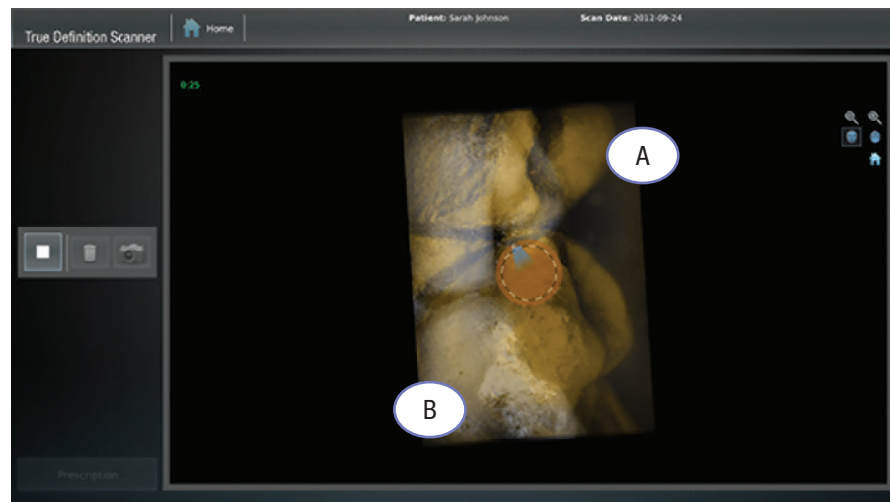 True Definition Scanner
Home
Patient: Sarah Johnson
Scan Date: 2012-09-24
0:25
A
B
Prescription